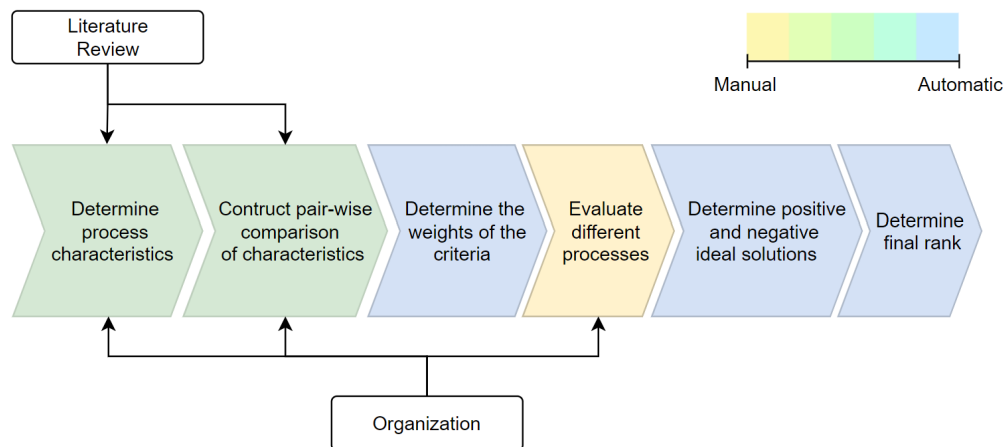 Literature
Review
Manual
Automatic
Determine
process
characteristics
Contruct pair-wise
comparison
of characteristics
Determine the
weights of the
criteria
Evaluate
different
processes
Determine positive
and negative
ideal solutions
Determine
final rank
Organization